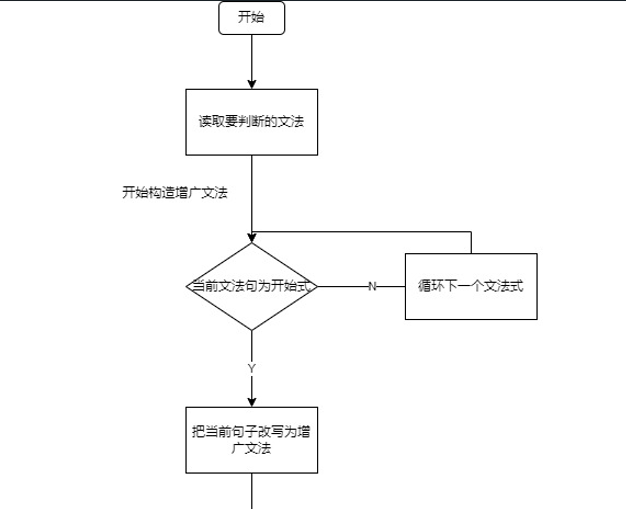 开始
读取要判断的文法
开始构造增广文法
当前文法句为开始式
N
循环下一个文法式
Y
把当前句子改写为增
广文法